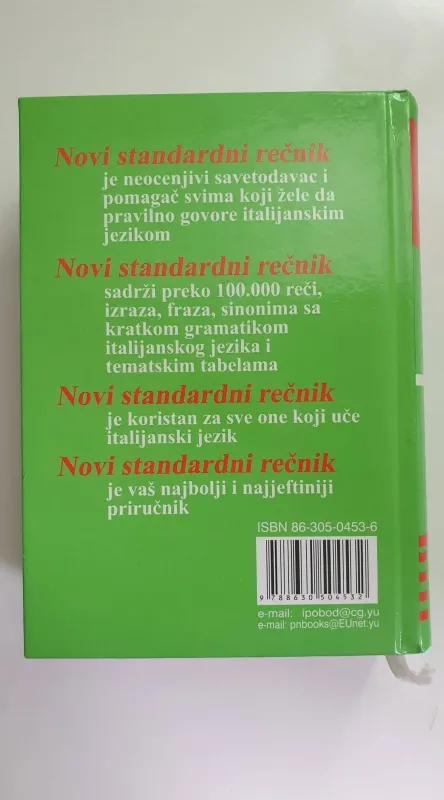 Novi standardni rečnik
je neocenjivi savetodavac i
pomagač svima koji žele da
pravilno govore italijanskim
jezikom
Novi standardni rečnik
sadrži preko 100.000 reči,
izraza, fraza, sinonima sa
kratkom gramatikom
italijanskog jezika i
tematskim tabelama
Novi standardni rečnik
je koristan za sve one koji uče
italijanski jezik
Novi standardni rečnik
je vaš najbolji i najjeftiniji
priručnik
ISBN 86-305-0453-6
9 788630 504532
e-mail: ipobod@cg.yu
e-mail: pnbooks@EUnet.yu